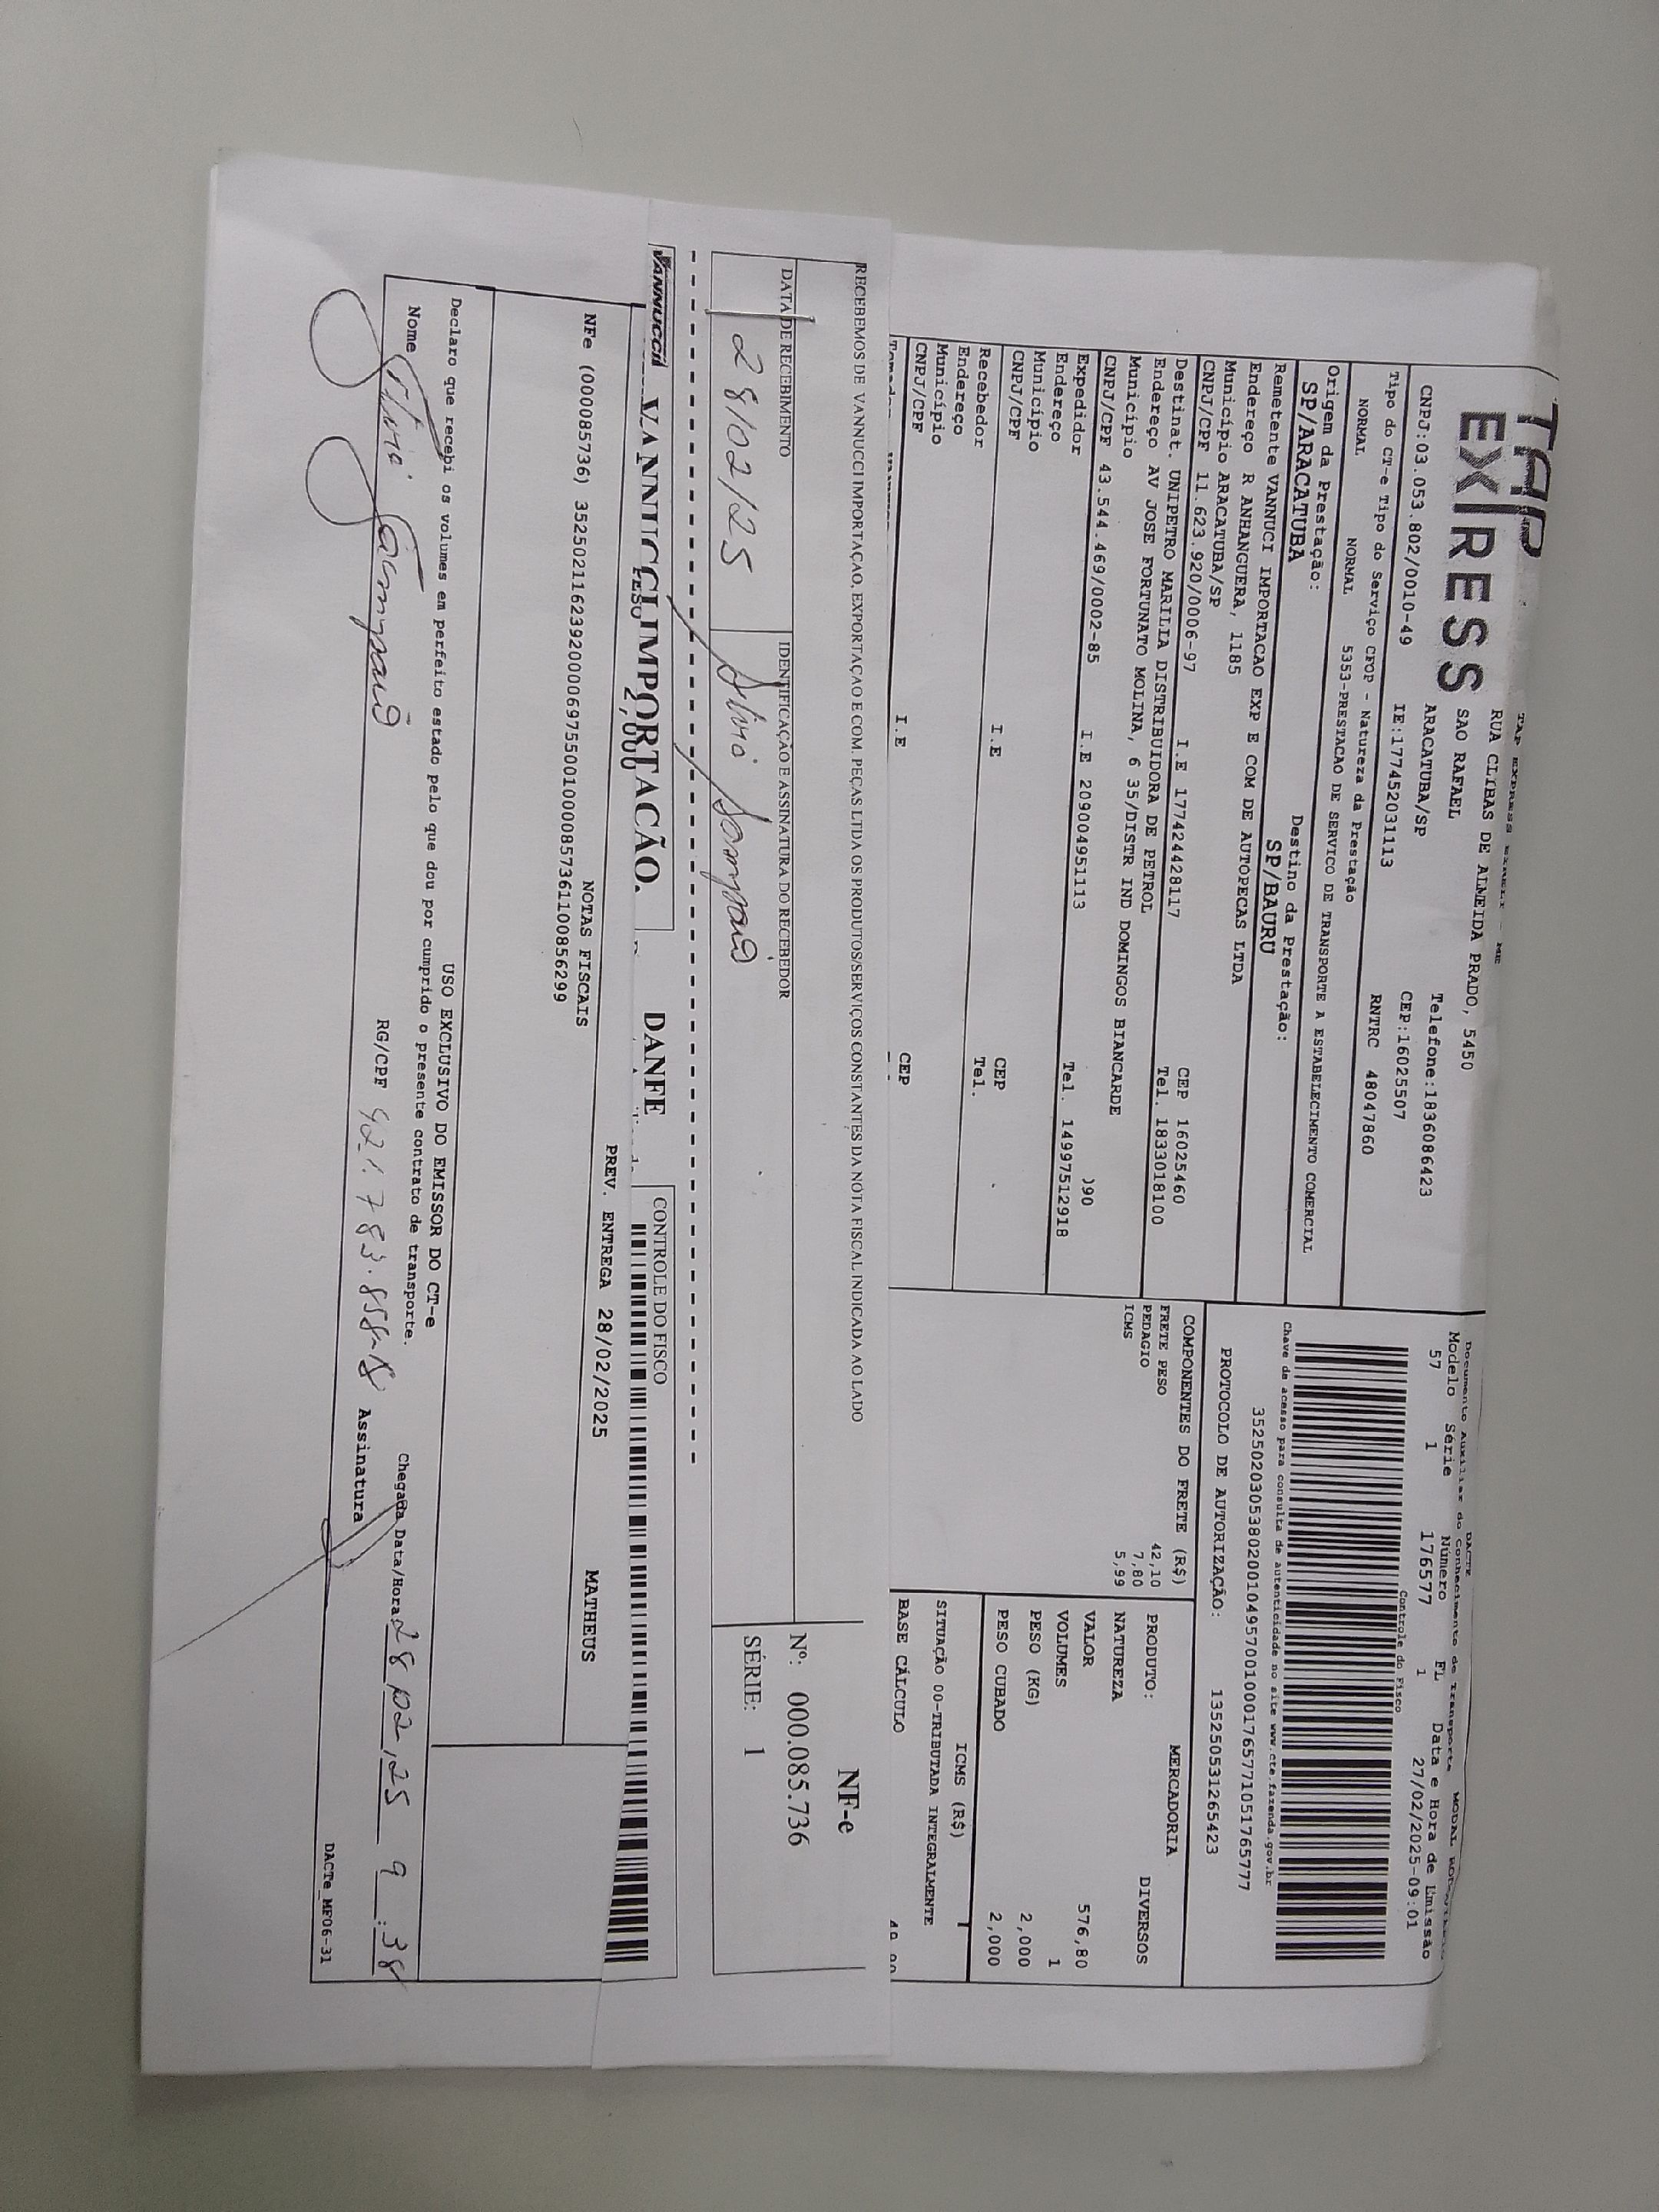 TAP
EXPRESS
RUA CLIBAS DE ALMEIDA PRADO, 5450
SAO RAFAEL
ARACATUBA/SP
Telefone:1836086423
CNPJ:03.053.802/0010-49 IE:177452031113 CEP:16025507
RNTRC 48047860
Tipo do CT-e Tipo do Serviço CFOP - Natureza da Prestação
NORMAL NORMAL 5353-PRESTACAO DE SERVICO DE TRANSPORTE A ESTABELECIMENTO COMERCIAL
Origem da Prestação: Destino da Prestação:
SP/ARACATUBA SP/BAURU
Remetente VANNUCI IMPORTACAO EXP E COM DE AUTOPECAS LTDA
Endereço R ANHANGUERA, 1185
Município ARACATUBA/SP CEP 16025460
CNPJ/CPF 11.623.920/0006-97 I.E 177424428117 Tel. 1833018100
Destinat. UNIPETRO MARILIA DISTRIBUIDORA DE PETROL
Endereço AV JOSE FORTUNATO MOLINA, 6 35/DISTR IND DOMINGOS BIANCARDE
Município 090
CNPJ/CPF 43.544.469/0002-85 I.E 209004951113 Tel. 14997512918
Expedidor
Endereço
Município CEP
CNPJ/CPF I.E Tel.
Recebedor
Endereço
Município CEP
CNPJ/CPF I.E
DACTE
Documento Auxiliar do Conhecimento de Transporte
Modelo Série Número FL Data e Hora de Emissão
57 1 176577 1 27/02/2025-09:01
Controle do Fisco
Chave de acesso para consulta de autenticidade no site www.cte.fazenda.gov.br
35250203053802001049570010001765771051765777
PROTOCOLO DE AUTORIZAÇÃO: 135250531265423
COMPONENTES DO FRETE (R$)
FRETE PESO 42,10
PEDAGIO 7,80
ICMS 5,99
MERCADORIA
PRODUTO: DIVERSOS
NATUREZA
VALOR 576,80
VOLUMES 1
PESO (KG) 2,000
PESO CUBADO 2,000
ICMS (R$)
SITUAÇÃO 00-TRIBUTADA INTEGRALMENTE
BASE CÁLCULO
RECEBEMOS DE VANNUCCI IMPORTAÇAO, EXPORTAÇAO E COM. PEÇAS LTDA OS PRODUTOS/SERVIÇOS CONSTANTES DA NOTA FISCAL INDICADA AO LADO
NF-e
Nº: 000.085.736
SÉRIE: 1
DATA DE RECEBIMENTO IDENTIFICAÇÃO E ASSINATURA DO RECEBEDOR
28/02/25 Sampaio
VANNUCCI VANNUCCI IMPORTAÇÃO. DANFE CONTROLE DO FISCO
PESO 2,000
PREV. ENTREGA 28/02/2025 MATHEUS
NOTAS FISCAIS
NFe (000085736) 35250211623920000697550010000857361100856299
USO EXCLUSIVO DO EMISSOR DO CT-e
Declaro que recebi os volumes em perfeito estado pelo que dou por cumprido o presente contrato de transporte.
Chegada Data/Hora 28/02/25 9:38
Nome Sampaio RG/CPF Assinatura
DACTe_MF06-31